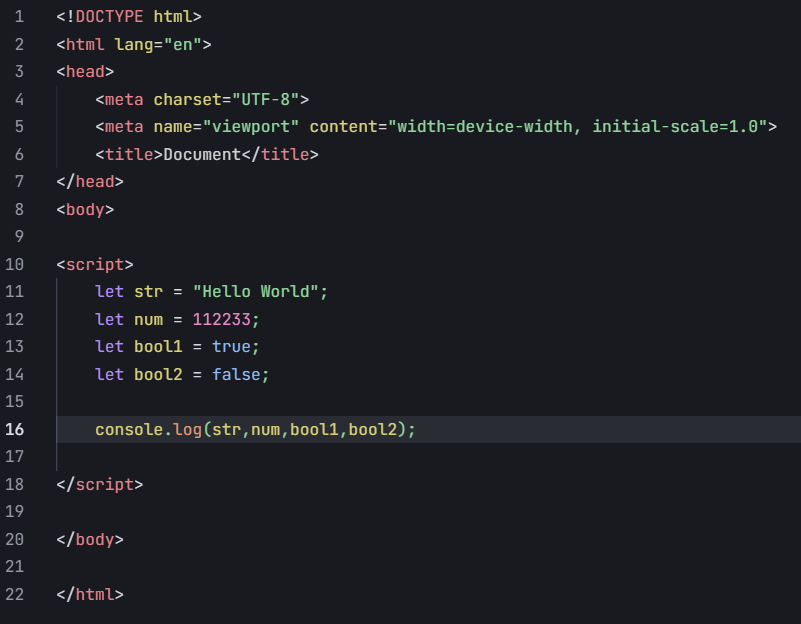 1 <!DOCTYPE html>
2 <html lang="en">
3 <head>
4     <meta charset="UTF-8">
5     <meta name="viewport" content="width=device-width, initial-scale=1.0">
6     <title>Document</title>
7 </head>
8 <body>
9
10 <script>
11     let str = "Hello World";
12     let num = 112233;
13     let bool1 = true;
14     let bool2 = false;
15
16     console.log(str,num,bool1,bool2);
17
18 </script>
19
20 </body>
21
22 </html>